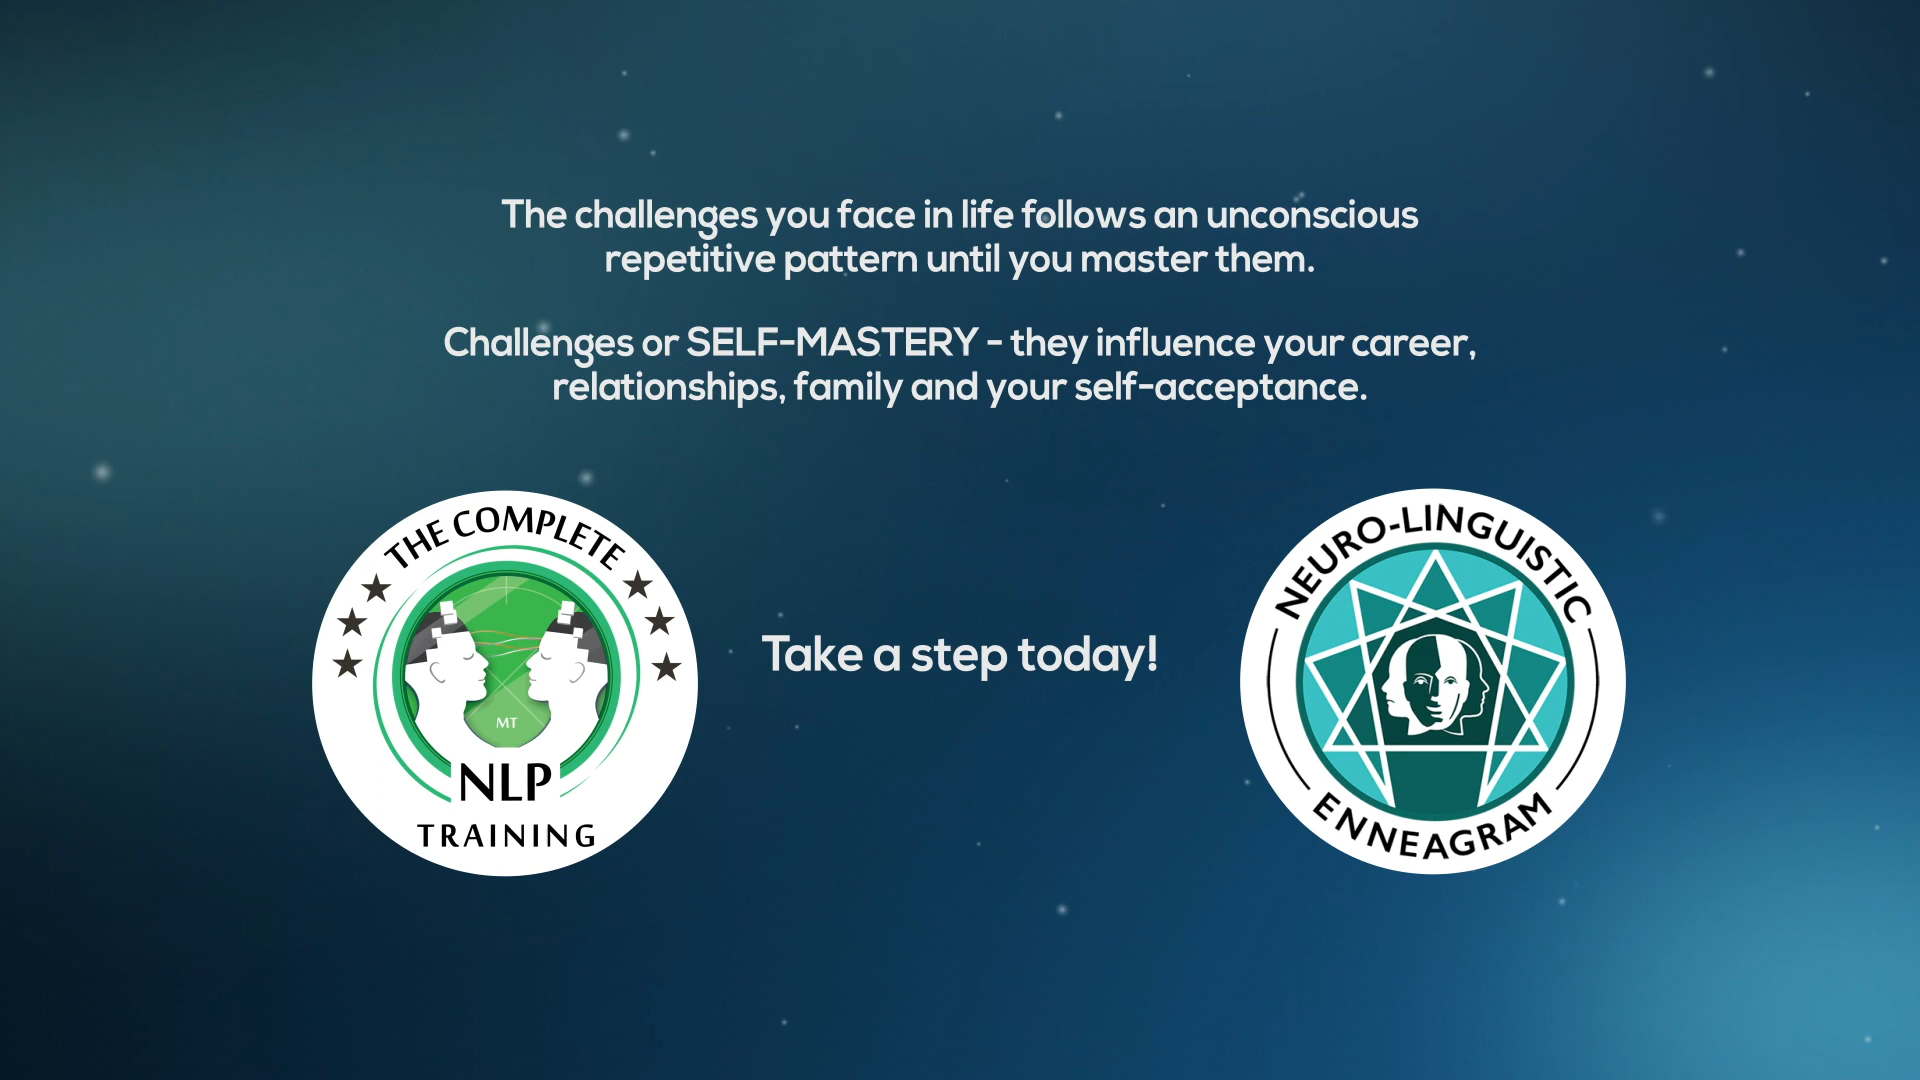 The challenges you face in life follows an unconscious
repetitive pattern until you master them.
Challenges or SELF-MASTERY - they influence your career,
relationships, family and your self-acceptance.
THE COMPLETE
MT
NLP
TRAINING
Take a step today!
NEURO-LINGUISTIC
ENNEAGRAM